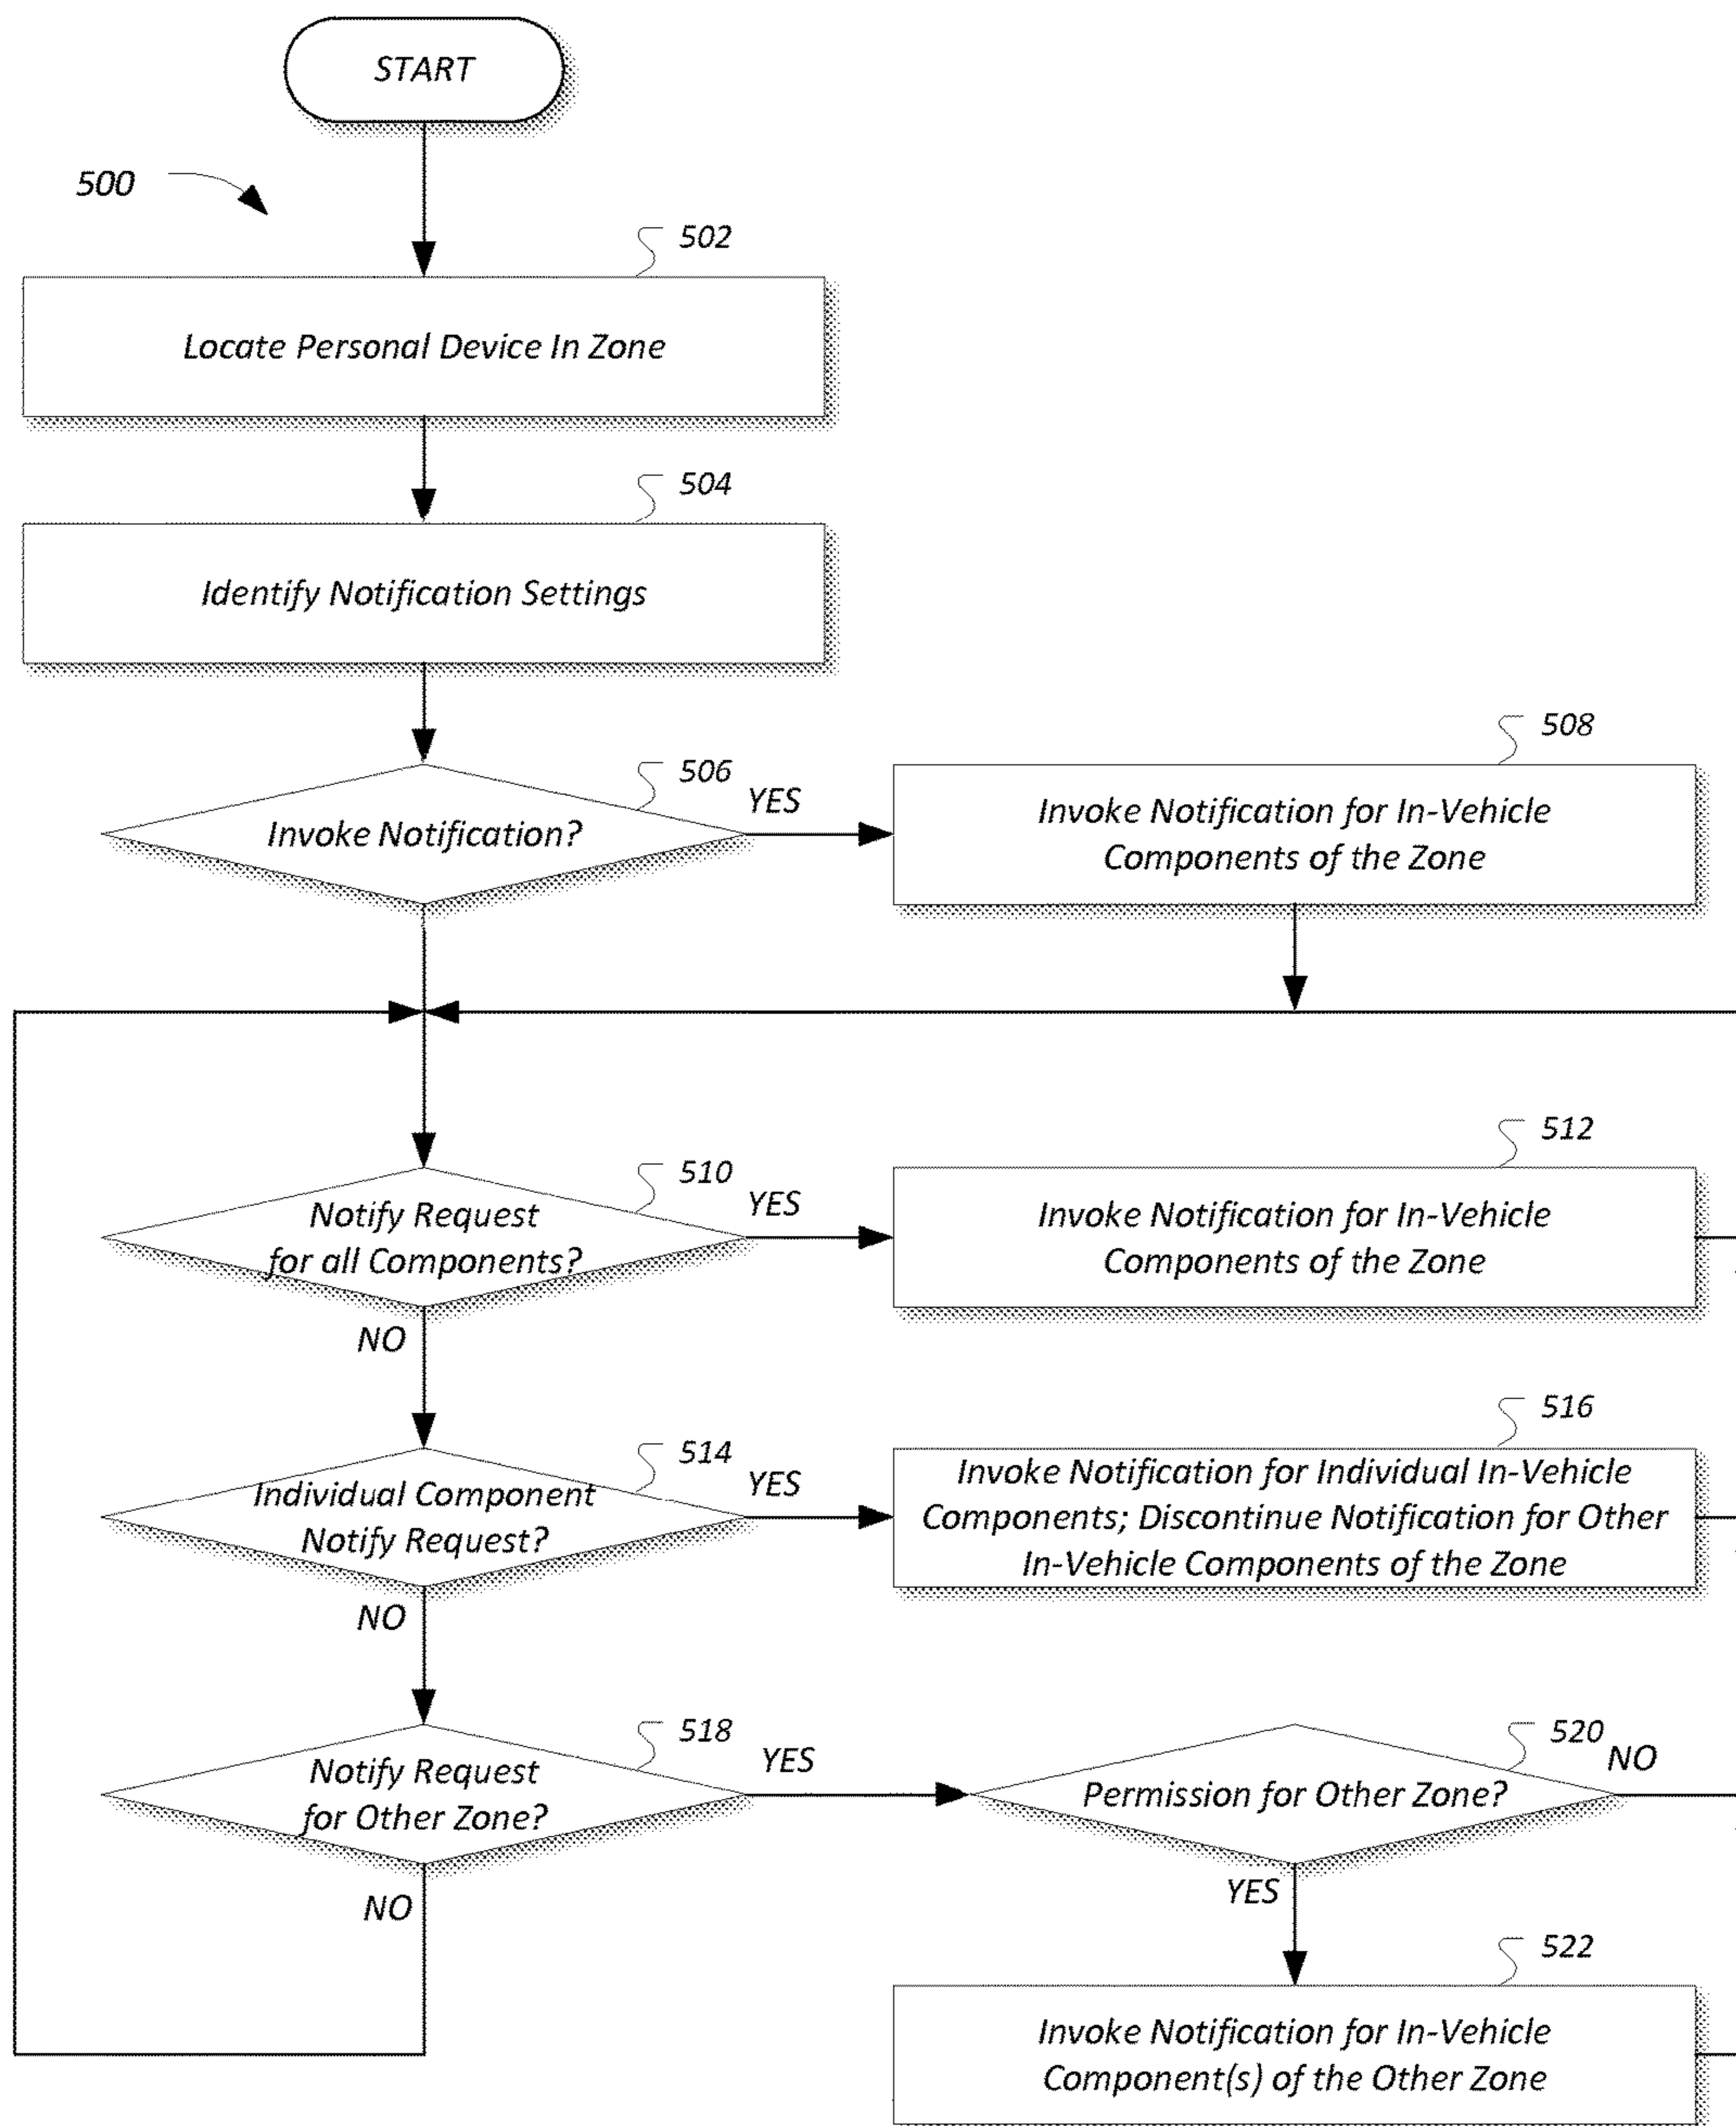 START
500
502
Locate Personal Device In Zone
504
Identify Notification Settings
506
Invoke Notification?
YES
508
Invoke Notification for In-Vehicle
Components of the Zone
510
Notify Request
for all Components?
YES
NO
512
Invoke Notification for In-Vehicle
Components of the Zone
514
Individual Component
Notify Request?
YES
NO
516
Invoke Notification for Individual In-Vehicle
Components; Discontinue Notification for Other
In-Vehicle Components of the Zone
518
Notify Request
for Other Zone?
YES
NO
520
Permission for Other Zone?
NO
YES
522
Invoke Notification for In-Vehicle
Component(s) of the Other Zone